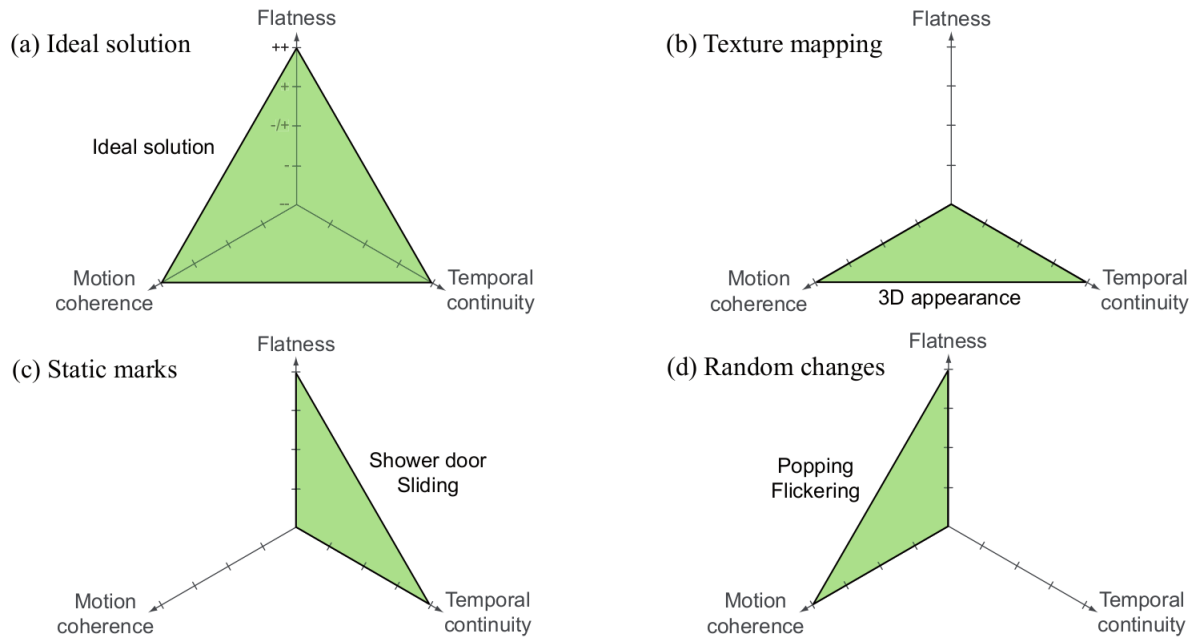 (a) Ideal solution
Flatness
++
+
-/+
-
--
Ideal solution
Motion
coherence
Temporal
continuity
(b) Texture mapping
Flatness
Motion
coherence
3D appearance
Temporal
continuity
(c) Static marks
Flatness
Shower door
Sliding
Motion
coherence
Temporal
continuity
(d) Random changes
Flatness
Popping
Flickering
Motion
coherence
Temporal
continuity